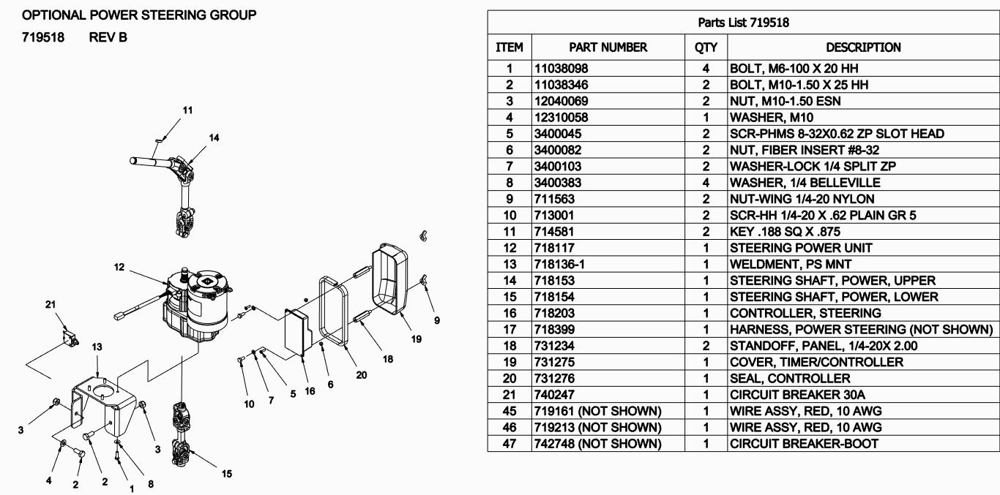 OPTIONAL POWER STEERING GROUP
719518 REV B
11
14
12
21
13
3
4
2
2
1
8
3
15
10
7
5
16
6
20
18
19
9
Parts List 719518
ITEM PART NUMBER QTY DESCRIPTION
1 11038098 4 BOLT, M6-100 X 20 HH
2 11038346 2 BOLT, M10-1.50 X 25 HH
3 12040069 2 NUT, M10-1.50 ESN
4 12310058 1 WASHER, M10
5 3400045 2 SCR-PHMS 8-32X0.62 ZP SLOT HEAD
6 3400082 2 NUT, FIBER INSERT #8-32
7 3400103 2 WASHER-LOCK 1/4 SPLIT ZP
8 3400383 4 WASHER, 1/4 BELLEVILLE
9 711563 2 NUT-WING 1/4-20 NYLON
10 713001 2 SCR-HH 1/4-20 X .62 PLAIN GR 5
11 714581 2 KEY .188 SQ X .875
12 718117 1 STEERING POWER UNIT
13 718136-1 1 WELDMENT, PS MNT
14 718153 1 STEERING SHAFT, POWER, UPPER
15 718154 1 STEERING SHAFT, POWER, LOWER
16 718203 1 CONTROLLER, STEERING
17 718399 1 HARNESS, POWER STEERING (NOT SHOWN)
18 731234 2 STANDOFF, PANEL, 1/4-20X 2.00
19 731275 1 COVER, TIMER/CONTROLLER
20 731276 1 SEAL, CONTROLLER
21 740247 1 CIRCUIT BREAKER 30A
45 719161 (NOT SHOWN) 1 WIRE ASSY, RED, 10 AWG
46 719213 (NOT SHOWN) 1 WIRE ASSY, RED, 10 AWG
47 742748 (NOT SHOWN) 1 CIRCUIT BREAKER-BOOT